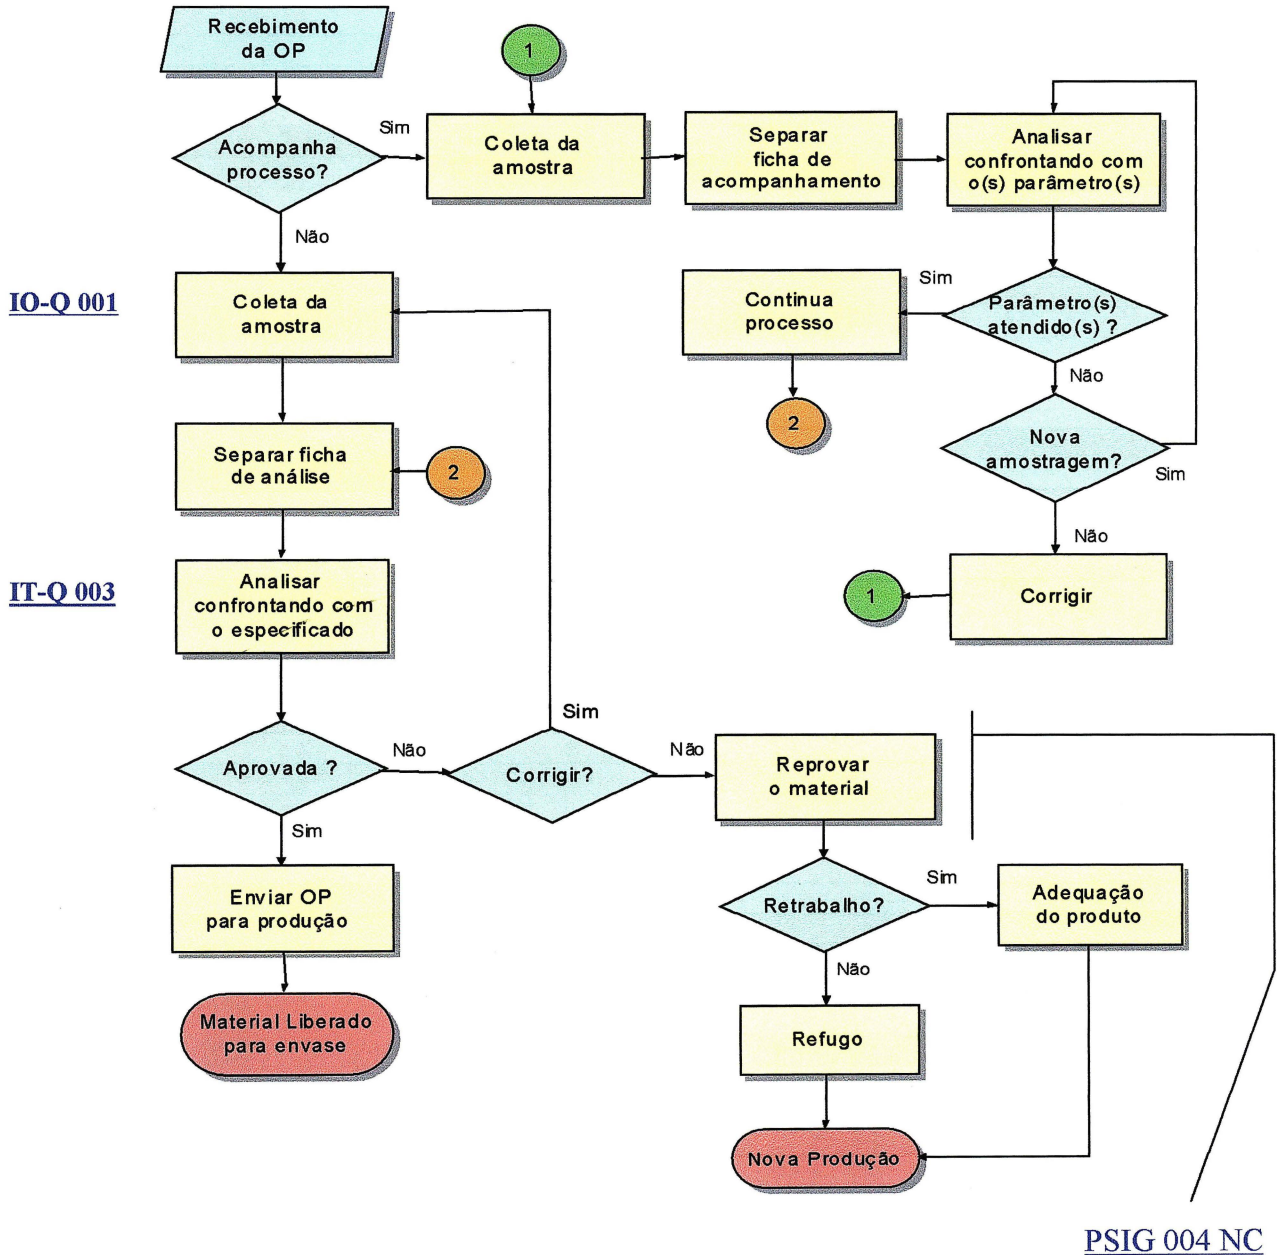 Recebimento
da OP
1
Acompanha
processo?
Sim
Coleta da
amostra
Separar
ficha de
acompanhamento
Analisar
confrontando com
o(s) parâmetro(s)
Não
IO-Q 001
Coleta da
amostra
Continua
processo
Sim
Parâmetro(s)
atendido(s) ?
Não
2
Nova
amostragem?
Sim
Separar ficha
de análise
2
Não
IT-Q 003
Analisar
confrontando com
o especificado
1
Corrigir
Aprovada ?
Não
Sim
Corrigir?
Não
Reprovar
o material
Sim
Enviar OP
para produção
Retrabalho?
Sim
Adequação
do produto
Não
Material Liberado
para envase
Refugo
Nova Produção
PSIG 004 NC